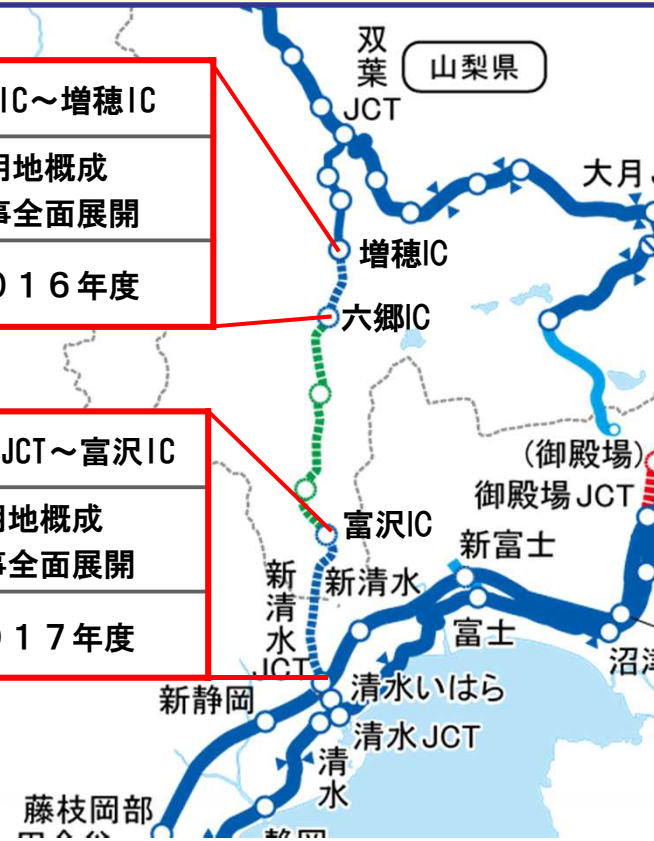 双葉
JCT
山梨県
IC～増穂IC
用地概成
事全面展開
016年度
大月J
増穂IC
六郷IC
JCT～富沢IC
用地概成
事全面展開
017年度
(御殿場)
御殿場JCT
富沢IC
新富士
新清水
新清水
JCT
富士
沼津
清水いはら
新静岡
清水JCT
清水
藤枝岡部
静岡